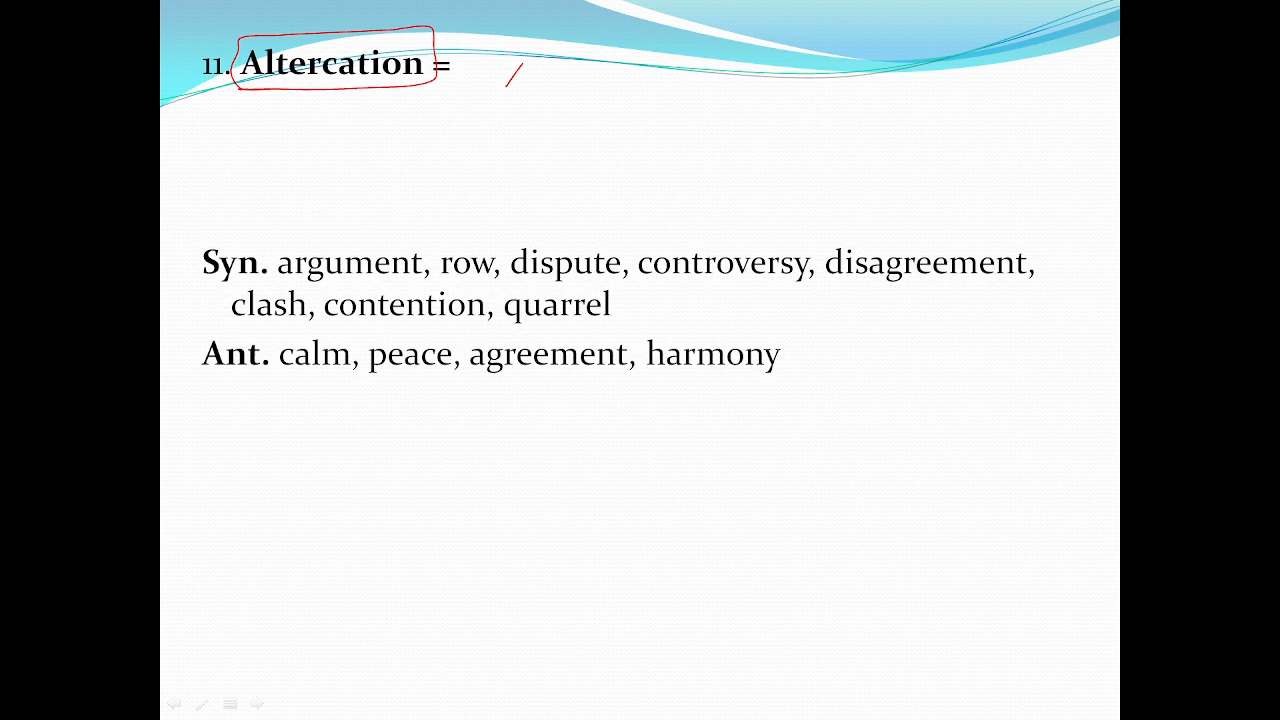 11. Altercation =
Syn. argument, row, dispute, controversy, disagreement,
clash, contention, quarrel
Ant. calm, peace, agreement, harmony